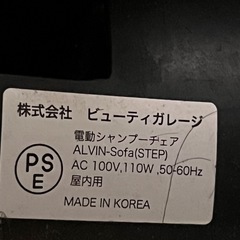 株式会社 ビューティガレージ
電動シャンプーチェア
ALVIN-Sofa(STEP)
AC 100V,110W ,50-60Hz
屋内用
MADE IN KOREA
PS
E